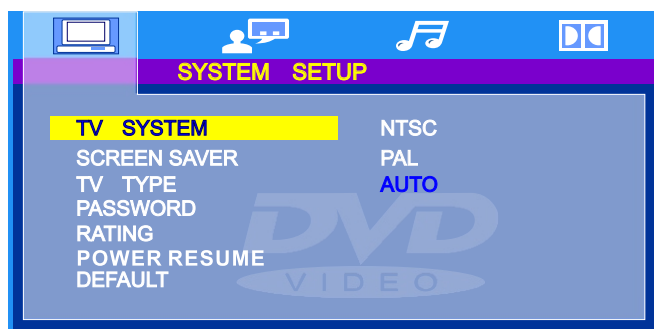 SYSTEM SETUP
TV SYSTEM NTSC
SCREEN SAVER PAL
TV TYPE AUTO
PASSWORD
RATING
POWER RESUME
DEFAULT
DVD
VIDEO